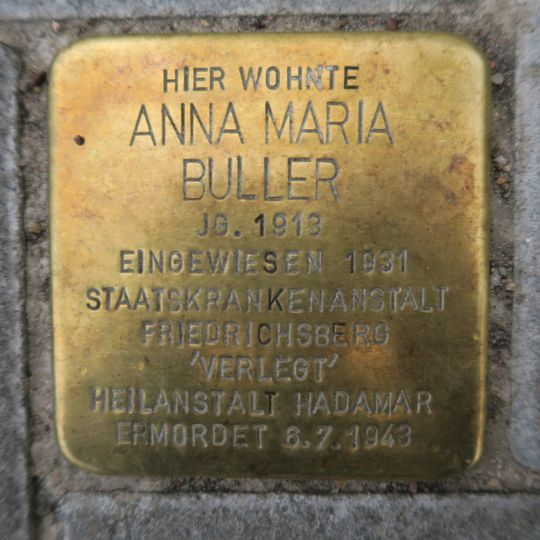 HIER WOHNTE
ANNA MARIA
BULLER
JG. 1913
EINGEWIESEN 1931
STAATSKRANKENANSTALT
FRIEDRICHSBERG
'VERLEGT'
HEILANSTALT HADAMAR
ERMORDET 6.7.1943